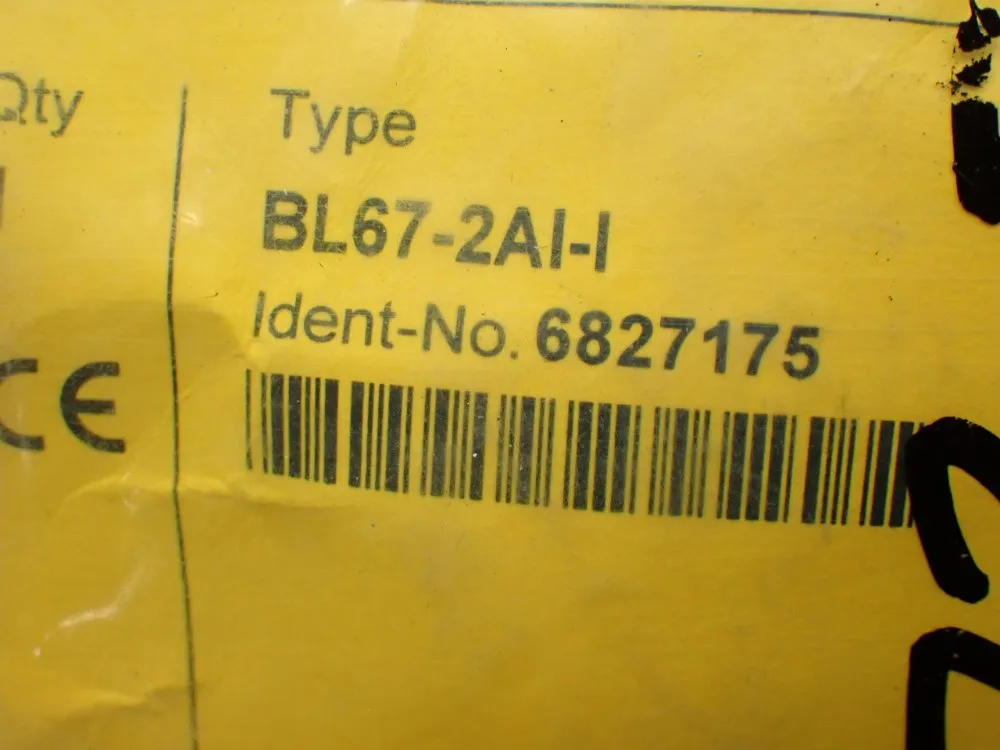 Qty
Type
BL67-2AI-I
Ident-No. 6827175
CE